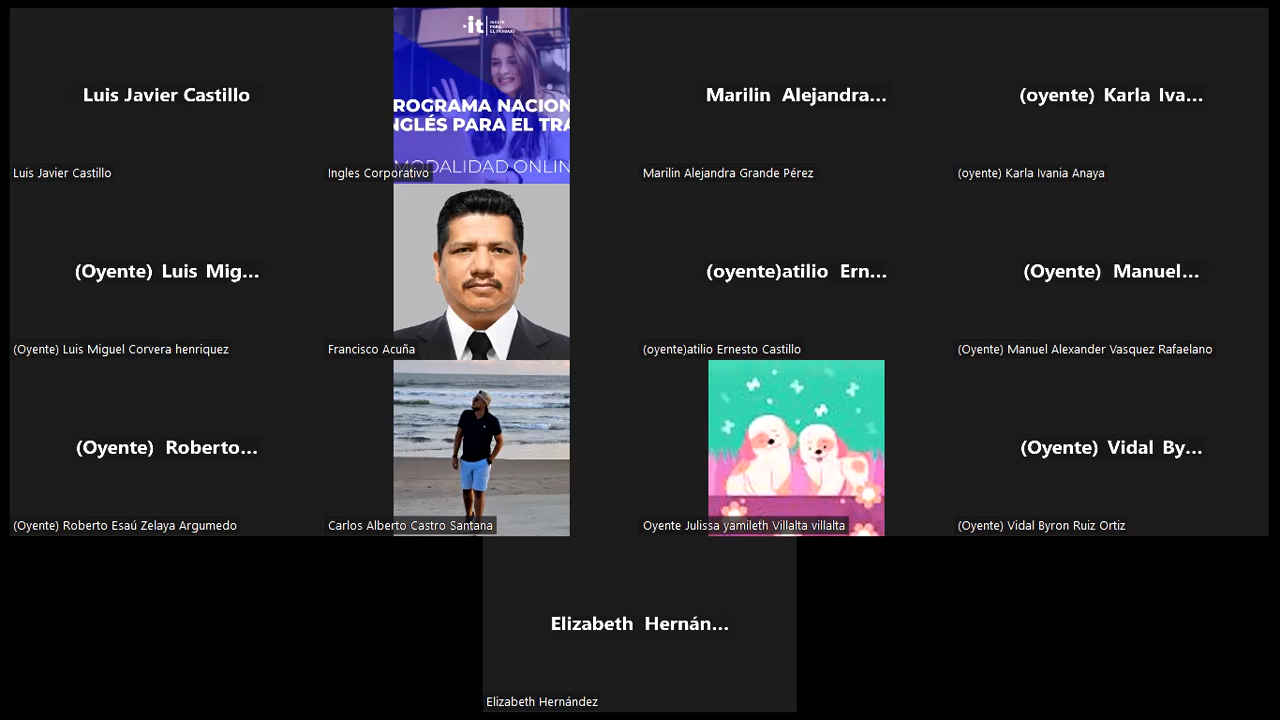 Luis Javier Castillo
Luis Javier Castillo
it INGLÉS
PARA
EL TRABAJO
ROGRAMA NACION
NGLÉS PARA EL TRA
MODALIDAD ONLIN
Ingles Corporativo
Marilin Alejandra...
Marilin Alejandra Grande Pérez
(oyente) Karla Iva...
(oyente) Karla Ivania Anaya
(Oyente) Luis Mig...
(Oyente) Luis Miguel Corvera henriquez
Francisco Acuña
(oyente)atilio Ern...
(oyente)atilio Ernesto Castillo
(Oyente) Manuel...
(Oyente) Manuel Alexander Vasquez Rafaelano
(Oyente) Roberto...
(Oyente) Roberto Esaú Zelaya Argumedo
Carlos Alberto Castro Santana
Oyente Julissa yamileth Villalta villalta
(Oyente) Vidal By...
(Oyente) Vidal Byron Ruiz Ortiz
Elizabeth Hernán...
Elizabeth Hernández